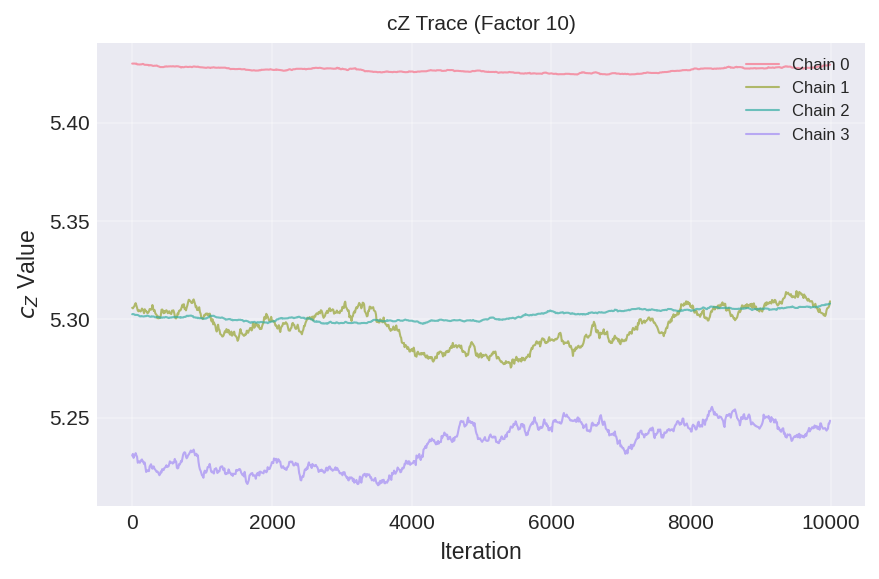 cZ Trace (Factor 10)
Chain 0
Chain 1
Chain 2
Chain 3
5.40
5.35
5.30
5.25
cZ Value
0 2000 4000 6000 8000 10000
Iteration